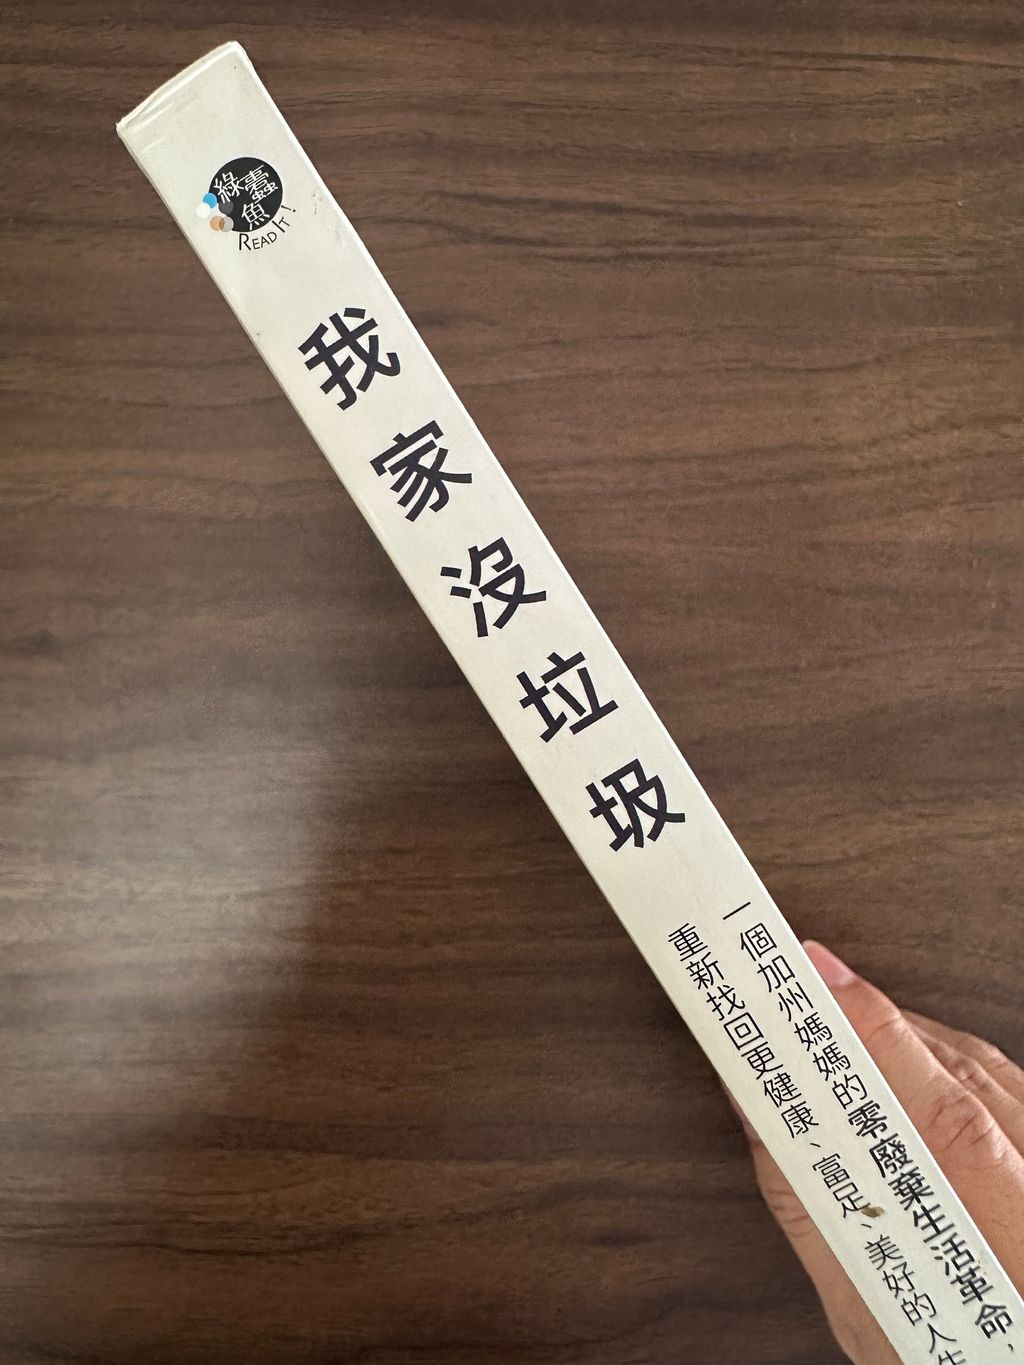 綠蠹魚
READ IT!
我家沒垃圾
一個加州媽媽的零廢棄生活革命，
重新找回更健康、富足、美好的人生